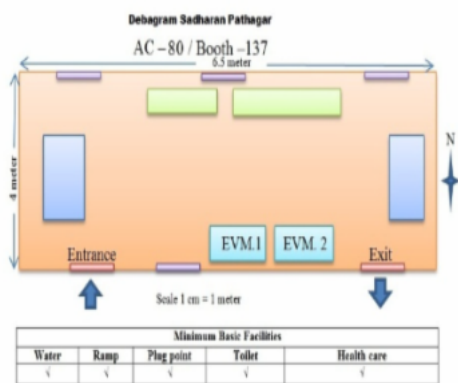 Debagram Sadharan Pathagar
AC – 80 / Booth –137
6.5 meter
4 meter
N
EVM.1 EVM. 2
Entrance Exit
Scale 1 cm = 1 meter
Minimum Basic Facilities
Water Ramp Plug point Toilet Health care
√ √ √ √ √